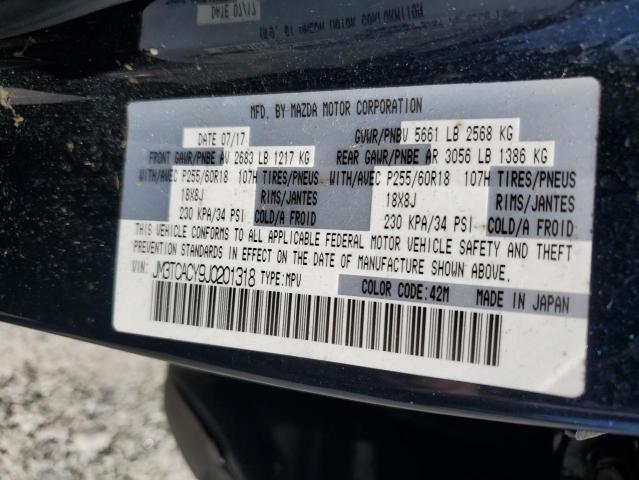 DATE 07/17
MFD. BY MAZDA MOTOR CORPORATION
DATE 07/17 GVWR/PNBV 5661 LB 2568 KG
FRONT GAWR/PNBE AV 2683 LB 1217 KG REAR GAWR/PNBE AR 3056 LB 1386 KG
WITH/AVEC P255/60R18 107H TIRES/PNEUS WITH/AVEC P255/60R18 107H TIRES/PNEUS
18X8J RIMS/JANTES 18X8J RIMS/JANTES
230 KPA/34 PSI COLD/A FROID 230 KPA/34 PSI COLD/A FROID
THIS VEHICLE CONFORMS TO ALL APPLICABLE FEDERAL MOTOR VEHICLE SAFETY AND THEFT
PREVENTION STANDARDS IN EFFECT ON THE DATE OF MANUFACTURE SHOWN ABOVE.
VIN: JM3TCACY9J0201318 TYPE:MPV COLOR CODE:42M MADE IN JAPAN